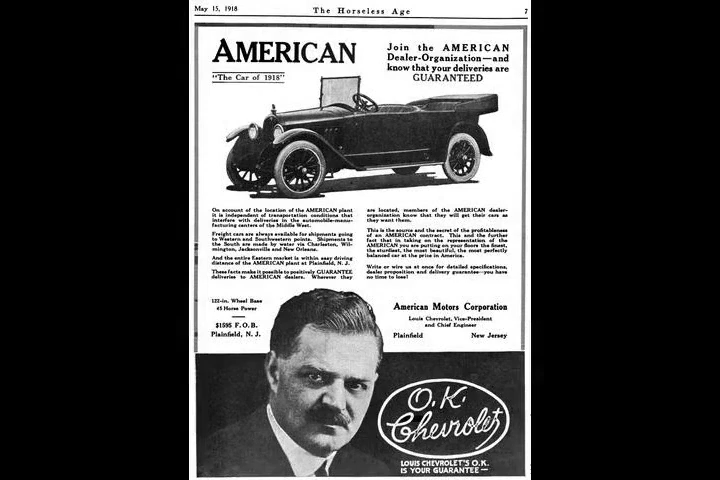 May 15, 1918
The Horseless Age
7
AMERICAN
"The Car of 1918"
Join the AMERICAN
Dealer-Organization—and
know that your deliveries are
GUARANTEED
On account of the location of the AMERICAN plant
it is independent of transportation conditions that
interfere with deliveries in the automobile-manu-
facturing centers of the Middle West.
Freight cars are always available for shipments going
to Western and Southwestern points. Shipments to
the South are made by water via Charleston, Wil-
mington, Jacksonville and New Orleans.
And the entire Eastern market is within easy driving
distance of the AMERICAN plant at Plainfield, N. J.
These facts make it possible to positively GUARANTEE
deliveries to AMERICAN dealers. Wherever they
are located, members of the AMERICAN dealer-
organization know that they will get their cars as
they want them.
This is the source and the secret of the profitableness
of an AMERICAN contract. This and the further
fact that in taking on the representation of the
AMERICAN you are putting on your floors the finest,
the sturdiest, the most beautiful, the most perfectly
balanced car at the price in America.
Write or wire us at once for detailed specifications,
dealer proposition and delivery guarantee—you have
no time to lose!
122-in. Wheel Base
45 Horse Power
$1595 F. O. B.
Plainfield, N. J.
American Motors Corporation
Louis Chevrolet, Vice-President
and Chief Engineer
Plainfield New Jersey
O.K.
Chevrolet
LOUIS CHEVROLET'S O.K.
IS YOUR GUARANTEE—